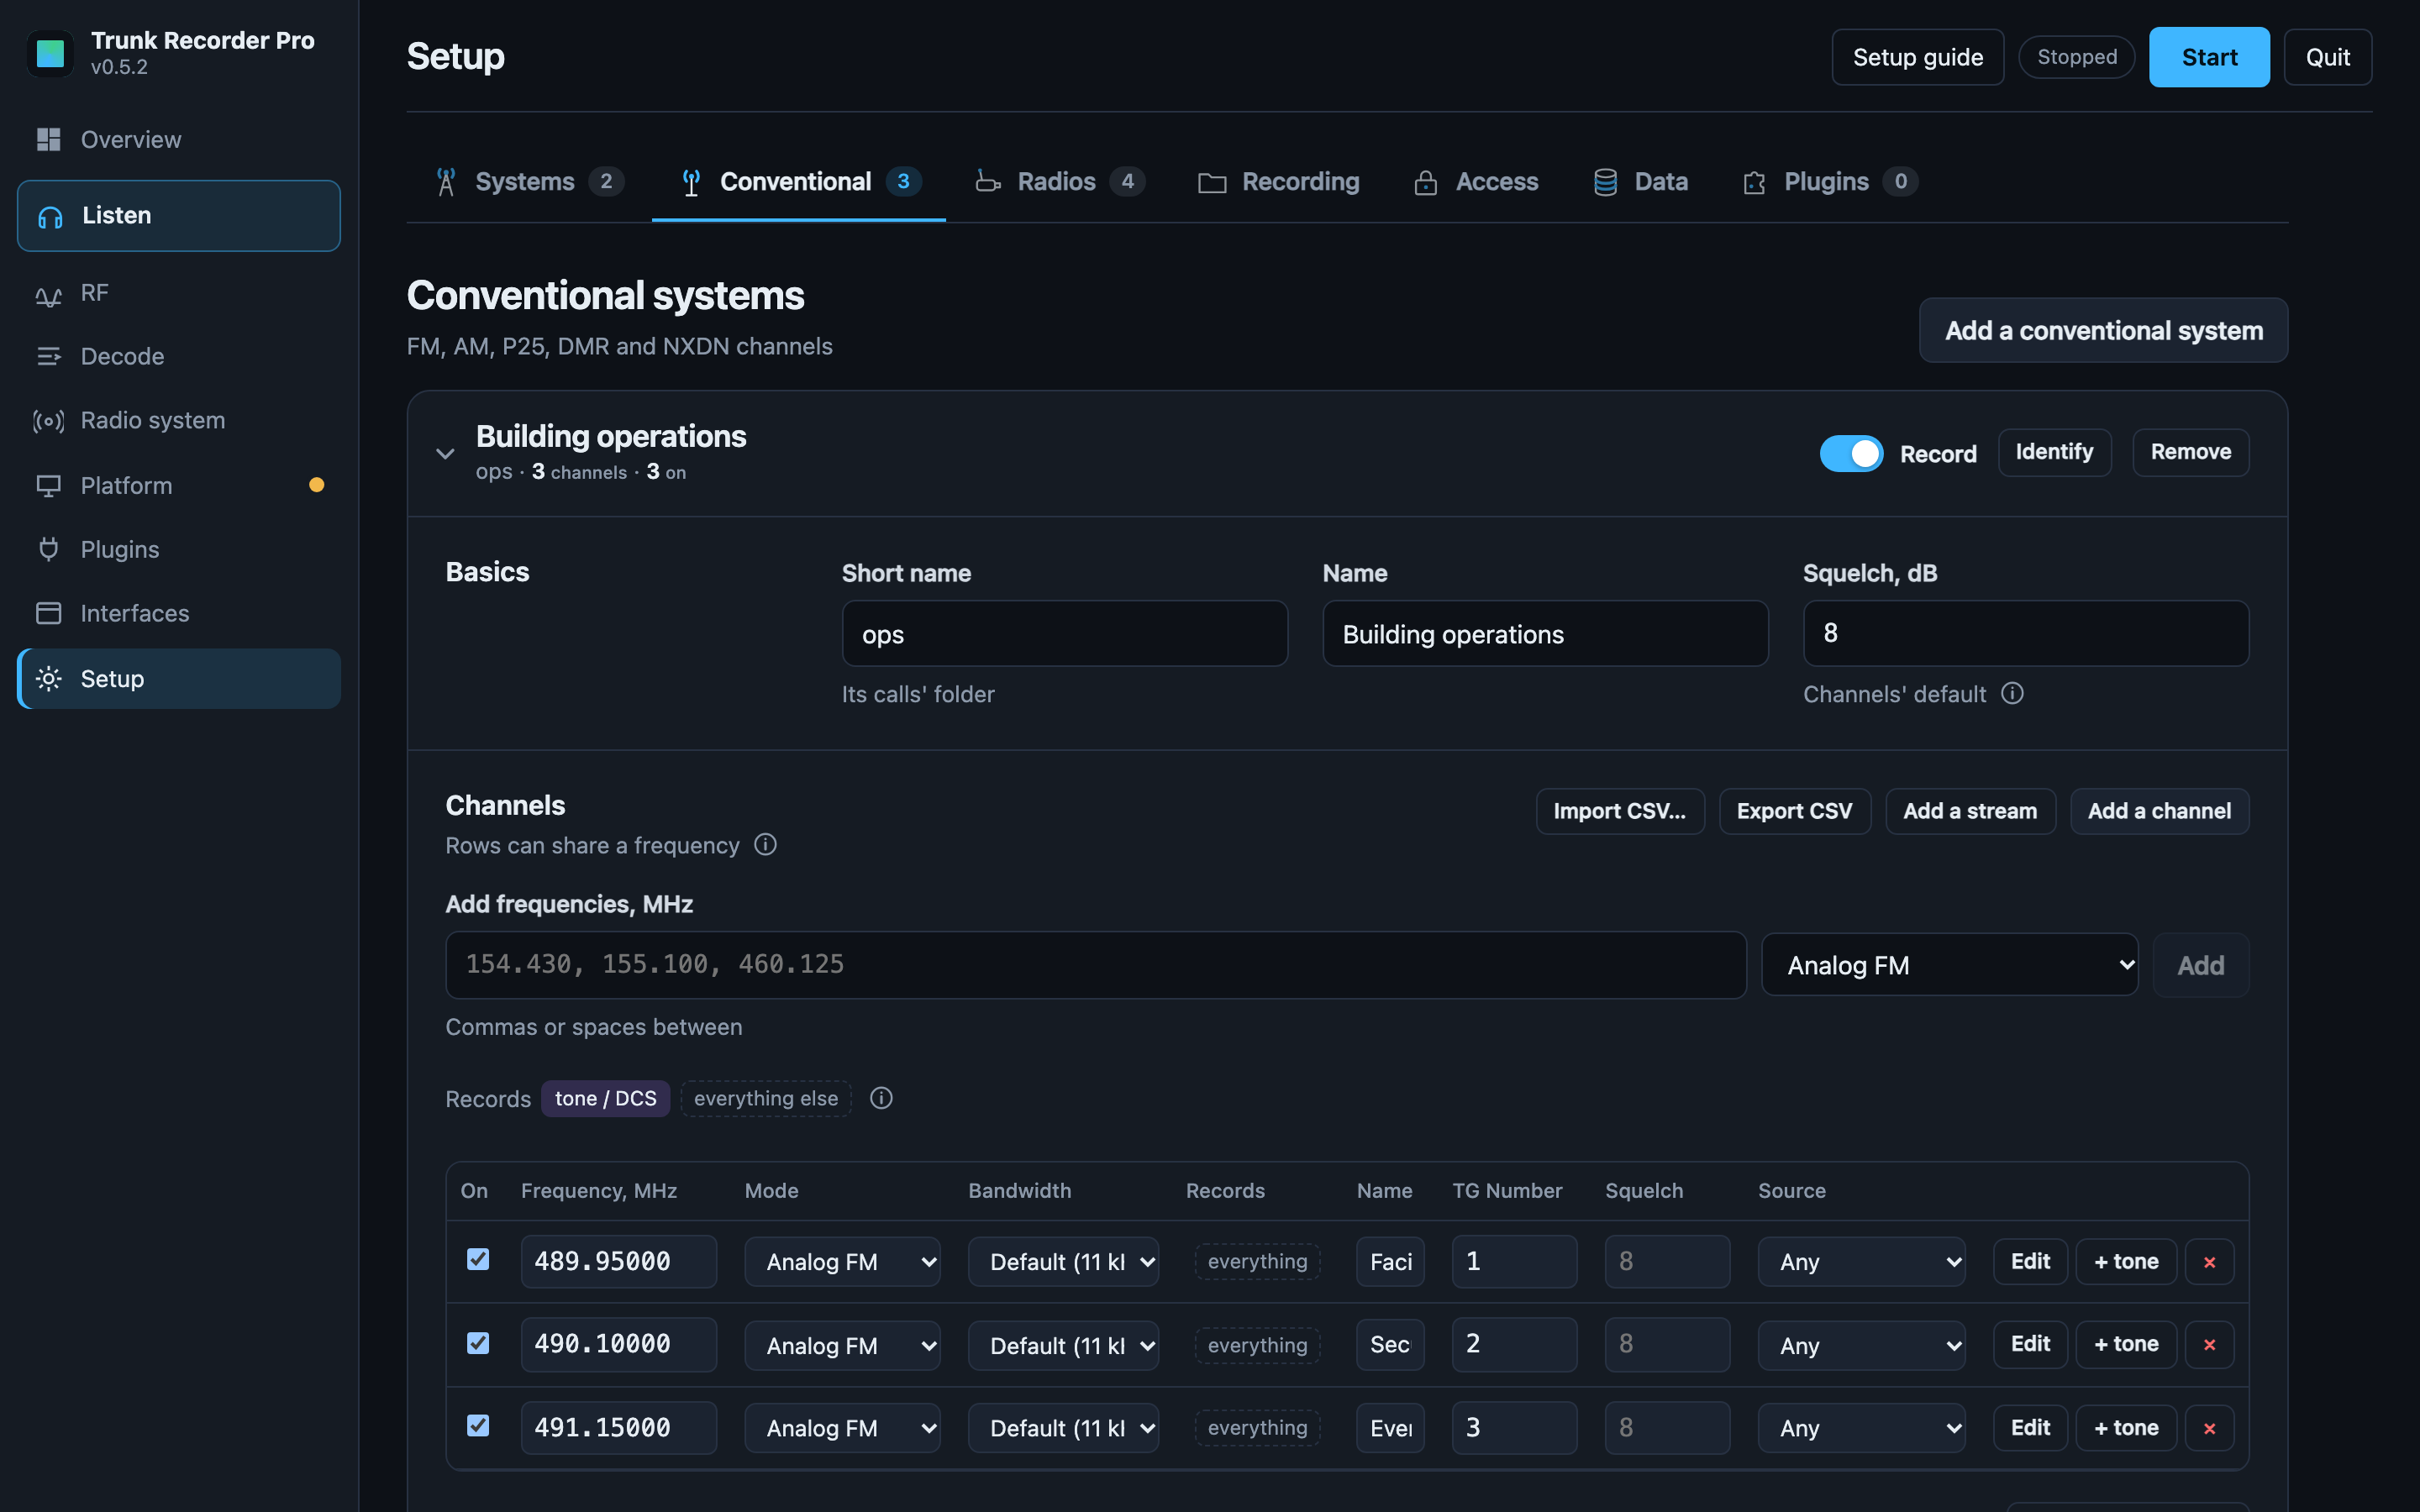 Trunk Recorder Pro
v0.5.2
Overview
Listen
RF
Decode
Radio system
Platform
Plugins
Interfaces
Setup
Setup
Setup guide
Stopped
Start
Quit
Systems 2
Conventional 3
Radios 4
Recording
Access
Data
Plugins 0
Conventional systems
FM, AM, P25, DMR and NXDN channels
Add a conventional system
Building operations
ops · 3 channels · 3 on
Record
Identify
Remove
Basics
Short name
Name
Squelch, dB
ops
Building operations
8
Its calls' folder
Channels' default
Channels
Rows can share a frequency
Import CSV...
Export CSV
Add a stream
Add a channel
Add frequencies, MHz
154.430, 155.100, 460.125
Analog FM
Add
Commas or spaces between
Records tone / DCS everything else
On Frequency, MHz Mode Bandwidth Records Name TG Number Squelch Source
489.95000 Analog FM Default (11 kl everything Faci 1 8 Any Edit + tone ×
490.10000 Analog FM Default (11 kl everything Sec 2 8 Any Edit + tone ×
491.15000 Analog FM Default (11 kl everything Ever 3 8 Any Edit + tone ×